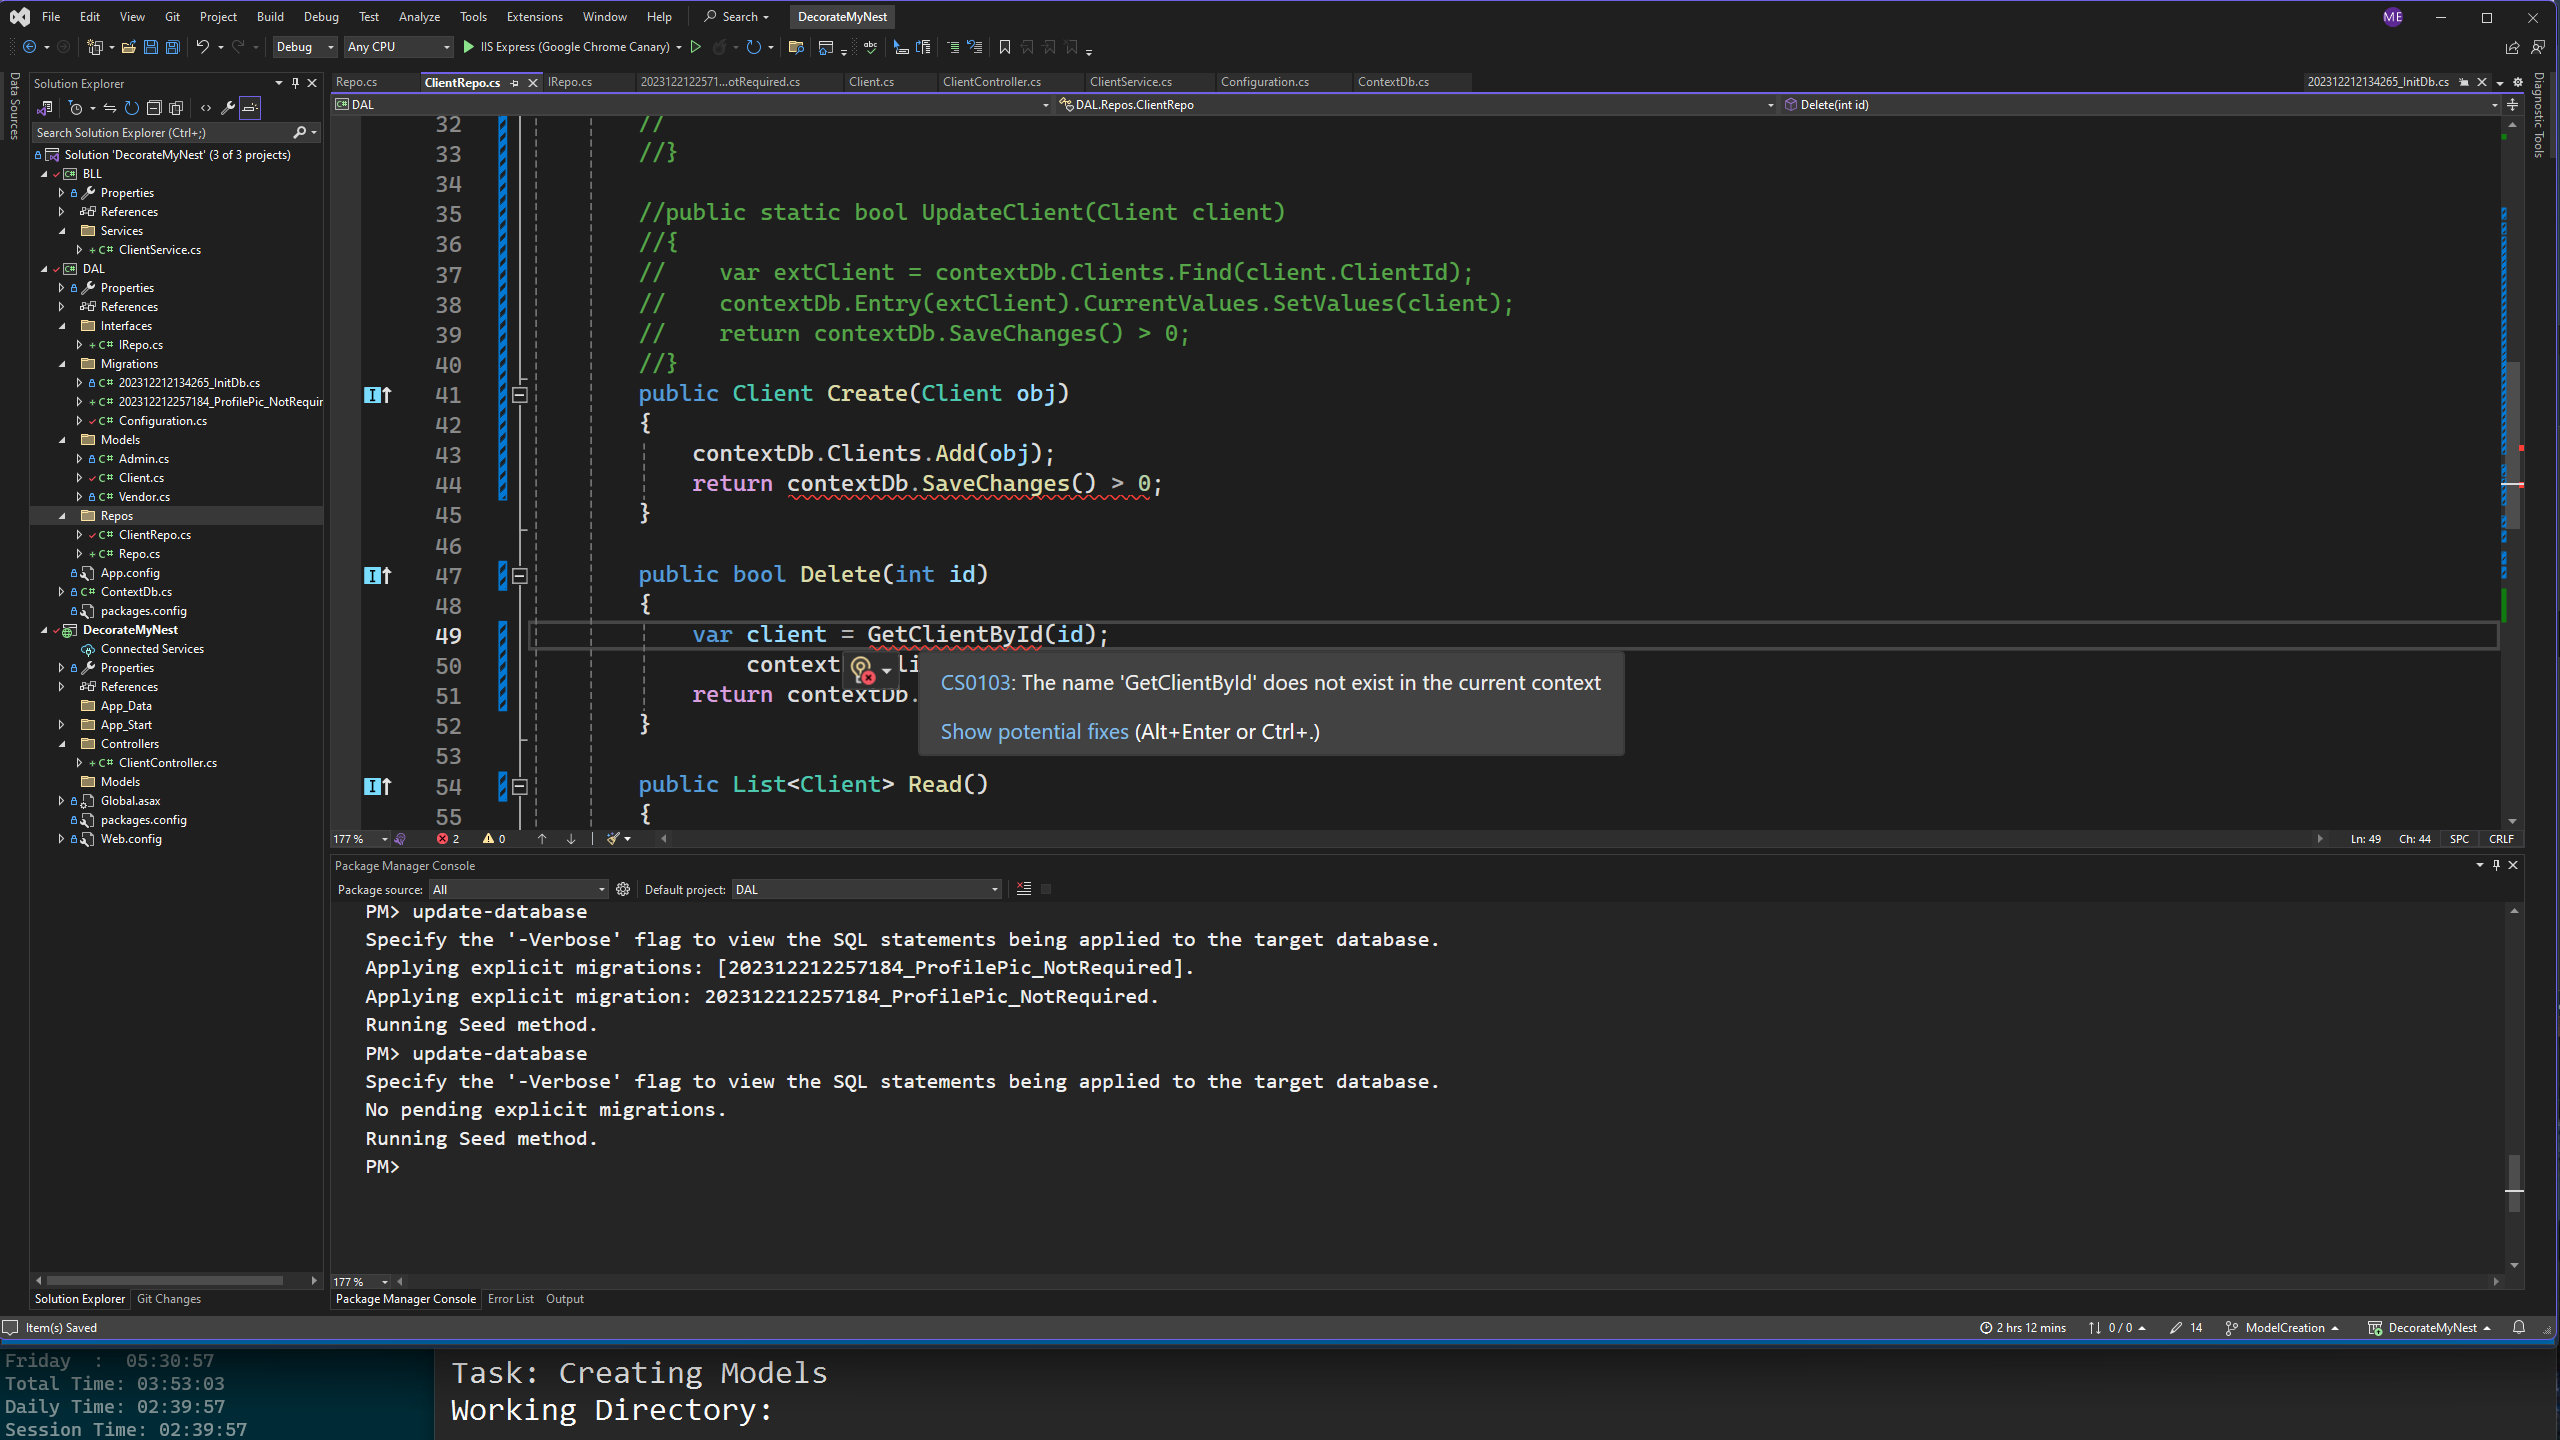 File Edit View Git Project Build Debug Test Analyze Tools Extensions Window Help Search DecorateMyNest ME
Debug Any CPU IIS Express (Google Chrome Canary)
Data Sources
Solution Explorer
Search Solution Explorer (Ctrl+;)
Solution 'DecorateMyNest' (3 of 3 projects)
BLL
Properties
References
Services
C# ClientService.cs
DAL
Properties
References
Interfaces
C# IRepo.cs
Migrations
C# 202312212134265_InitDb.cs
C# 202312212257184_ProfilePic_NotRequir
C# Configuration.cs
Models
C# Admin.cs
C# Client.cs
C# Vendor.cs
Repos
C# ClientRepo.cs
C# Repo.cs
App.config
C# ContextDb.cs
packages.config
DecorateMyNest
Connected Services
Properties
References
App_Data
App_Start
Controllers
C# ClientController.cs
Models
Global.asax
packages.config
Web.config
Solution Explorer Git Changes
Repo.cs ClientRepo.cs IRepo.cs 2023122122571...otRequired.cs Client.cs ClientController.cs ClientService.cs Configuration.cs ContextDb.cs 202312212134265_InitDb.cs
DAL DAL.Repos.ClientRepo Delete(int id)
Diagnostic Tools
32 //
33 //}
34
35 //public static bool UpdateClient(Client client)
36 //{
37 // var extClient = contextDb.Clients.Find(client.ClientId);
38 // contextDb.Entry(extClient).CurrentValues.SetValues(client);
39 // return contextDb.SaveChanges() > 0;
40 //}
41 public Client Create(Client obj)
42 {
43 contextDb.Clients.Add(obj);
44 return contextDb.SaveChanges() > 0;
45 }
46
47 public bool Delete(int id)
48 {
49 var client = GetClientById(id);
50 context li
51 return contextDb.
52 }
53
54 public List<Client> Read()
55 {
CS0103: The name 'GetClientById' does not exist in the current context
Show potential fixes (Alt+Enter or Ctrl+.)
177 % 2 0 Ln: 49 Ch: 44 SPC CRLF
Package Manager Console
Package source: All Default project: DAL
PM> update-database
Specify the '-Verbose' flag to view the SQL statements being applied to the target database.
Applying explicit migrations: [202312212257184_ProfilePic_NotRequired].
Applying explicit migration: 202312212257184_ProfilePic_NotRequired.
Running Seed method.
PM> update-database
Specify the '-Verbose' flag to view the SQL statements being applied to the target database.
No pending explicit migrations.
Running Seed method.
PM>
177 %
Package Manager Console Error List Output
Item(s) Saved 2 hrs 12 mins 0 / 0 14 ModelCreation DecorateMyNest
Friday : 05:30:57
Total Time: 03:53:03
Daily Time: 02:39:57
Session Time: 02:39:57
Task: Creating Models
Working Directory: